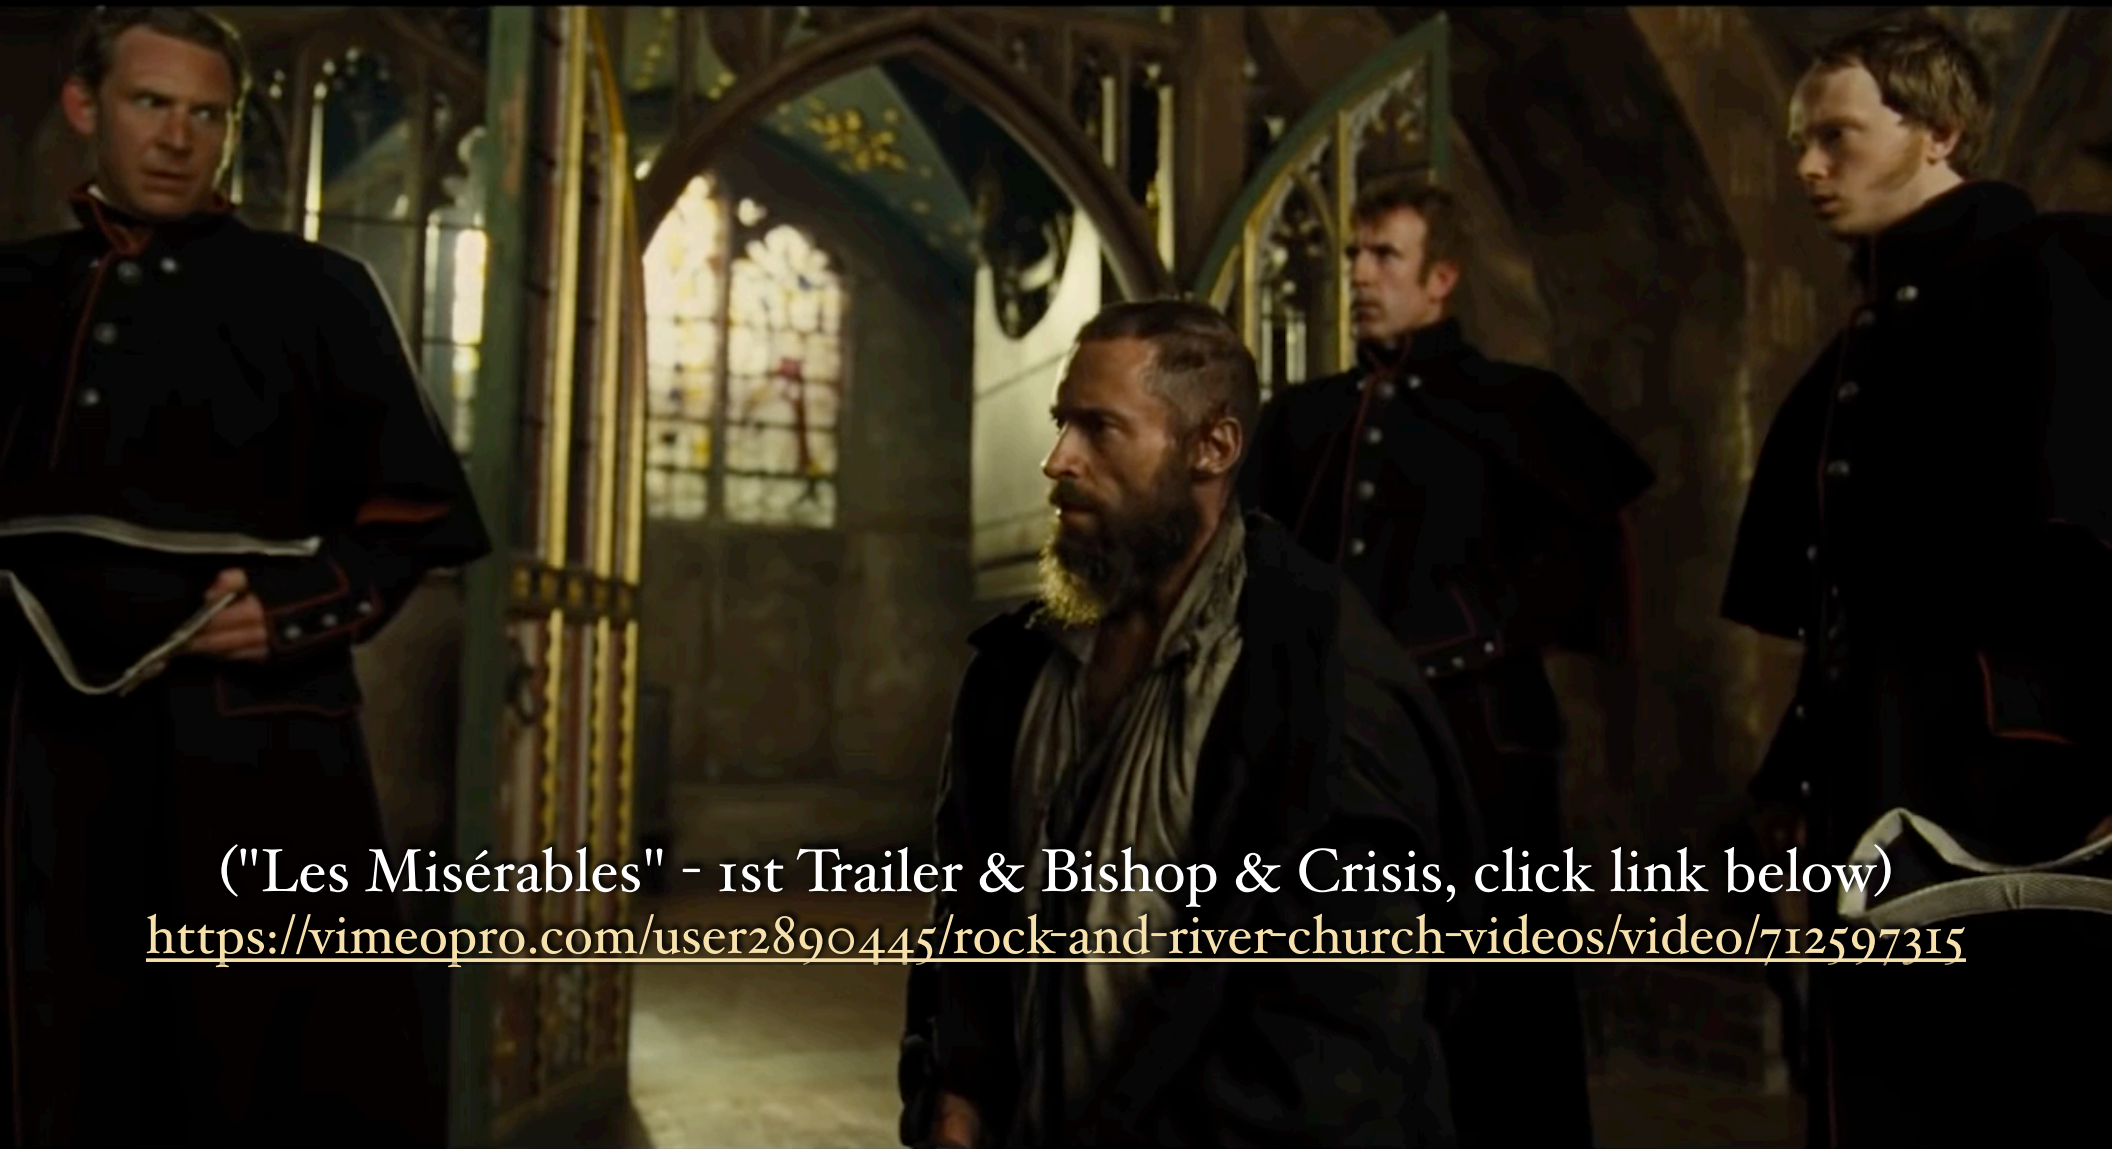 ("Les Misérables" - 1st Trailer & Bishop & Crisis, click link below)
https://vimeopro.com/user2890445/rock-and-river-church-videos/video/712597315